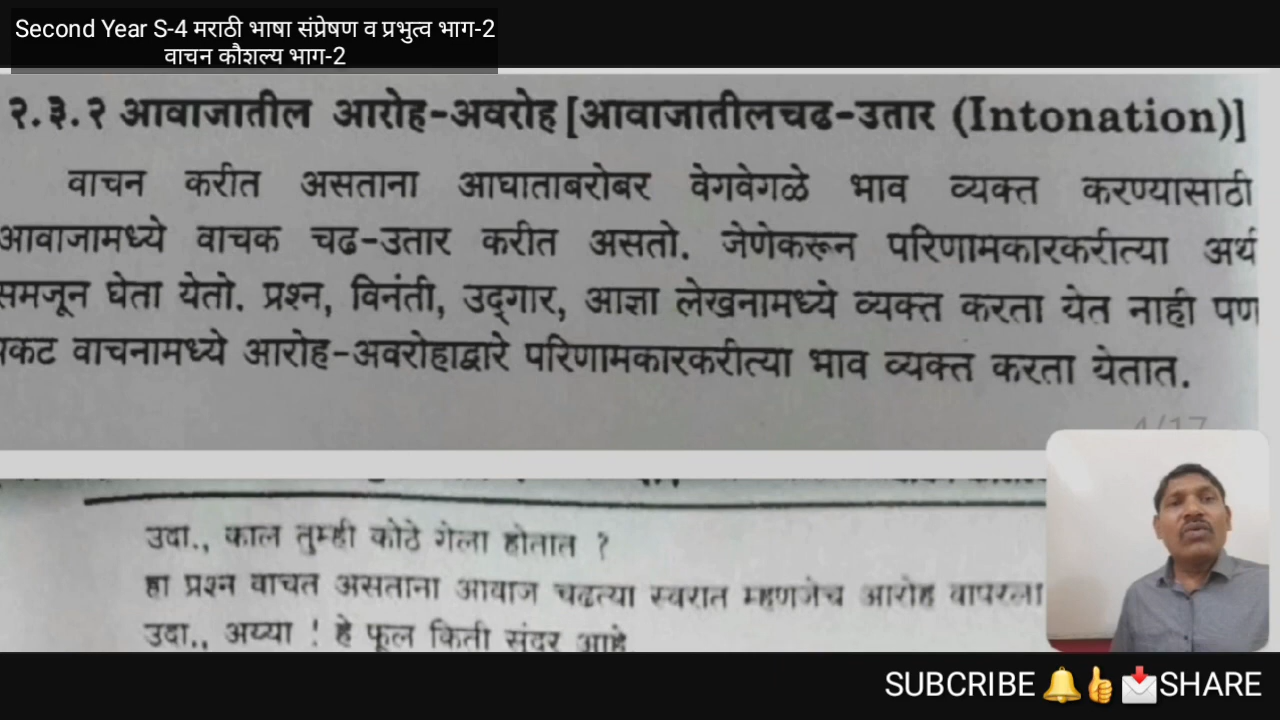 Second Year S-4 मराठी भाषा संप्रेषण व प्रभुत्व भाग-2
वाचन कौशल्य भाग-2
२.३.२ आवाजातील आरोह-अवरोह [आवाजातीलचढ-उतार (Intonation)]
वाचन करीत असताना आघाताबरोबर वेगवेगळे भाव व्यक्त करण्यासाठी
आवाजामध्ये वाचक चढ-उतार करीत असतो. जेणेकरून परिणामकारकरीत्या अर्थ
समजून घेता येतो. प्रश्न, विनंती, उद्‌गार, आज्ञा लेखनामध्ये व्यक्त करता येत नाही पण
वाचनामध्ये आरोह-अवरोहाद्वारे परिणामकारकरीत्या भाव व्यक्त करता येतात.
उदा., काल तुम्ही कोठे गेला होतात ?
हा प्रश्न वाचत असताना आवाज चढत्या स्वरात म्हणजेच आरोह वापरला
उदा., अय्या ! हे फूल किती सुंदर आहे
SUBCRIBE 🔔👍 📩SHARE